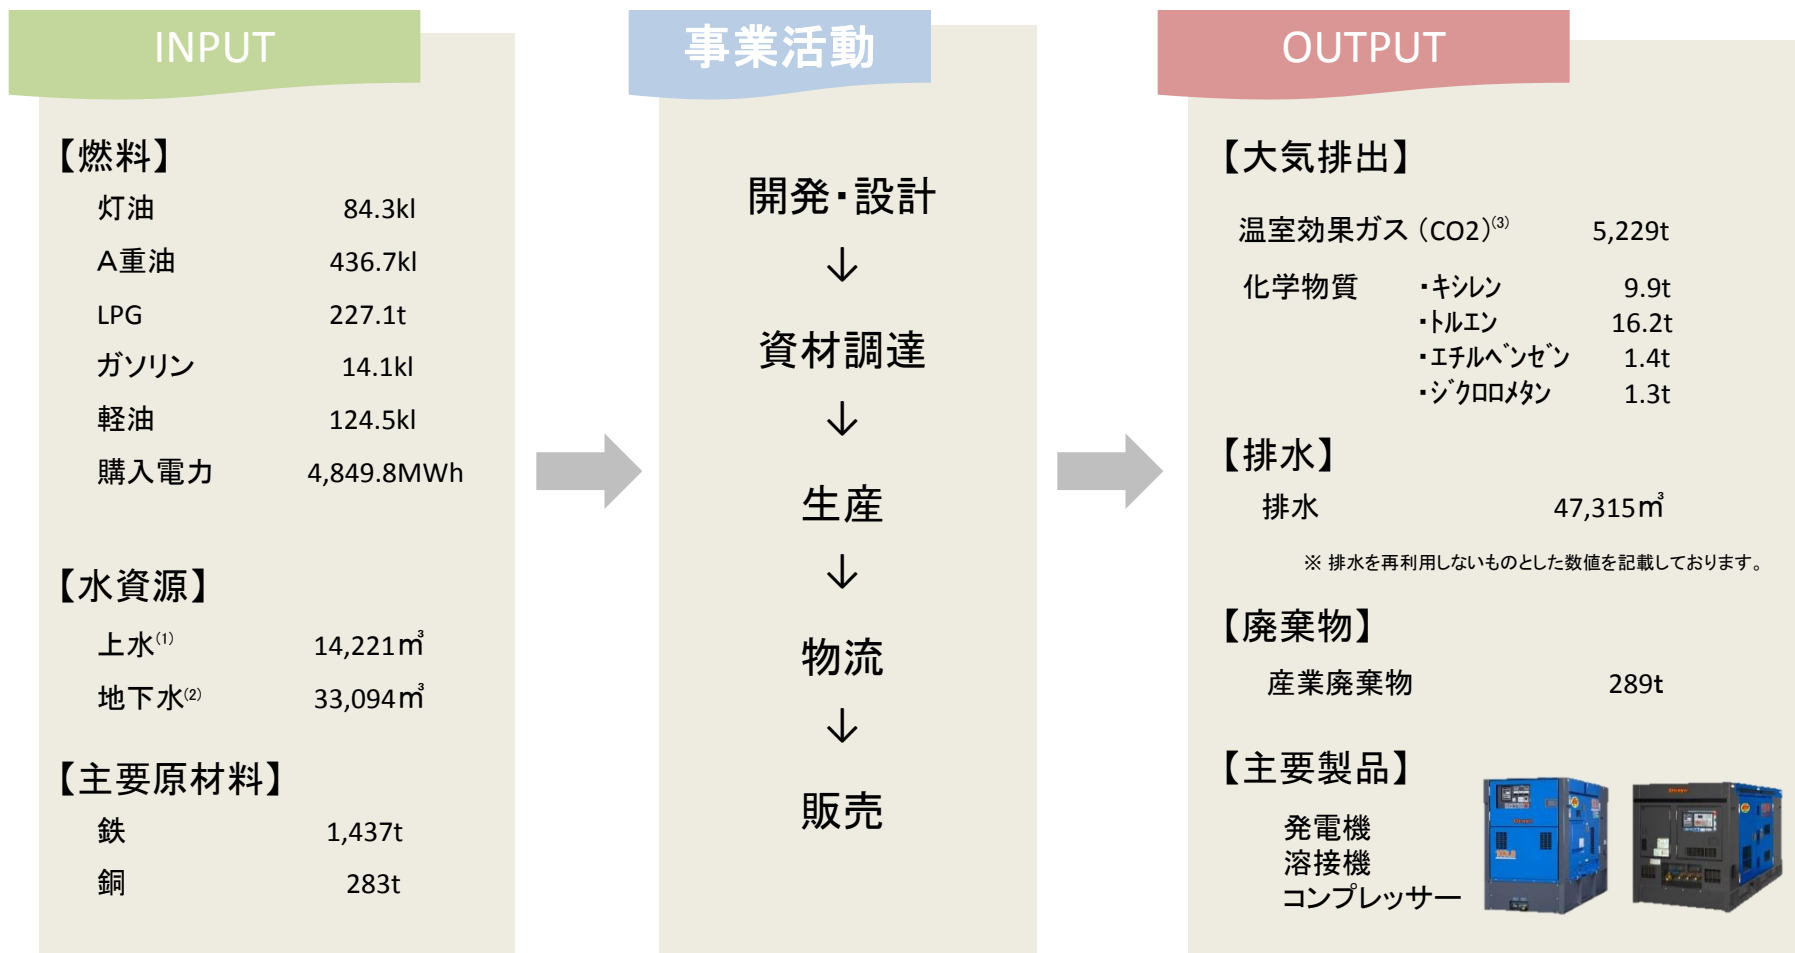 INPUT
【燃料】
灯油 84.3kl
A重油 436.7kl
LPG 227.1t
ガソリン 14.1kl
軽油 124.5kl
購入電力 4,849.8MWh
【水資源】
上水(1) 14,221㎥
地下水(2) 33,094㎥
【主要原材料】
鉄 1,437t
銅 283t
事業活動
開発・設計
↓
資材調達
↓
生産
↓
物流
↓
販売
OUTPUT
【大気排出】
温室効果ガス（CO2）(3) 5,229t
化学物質 ・ｷｼﾚﾝ 9.9t
・ﾄﾙｴﾝ 16.2t
・ｴﾁﾙﾍﾞﾝｾﾞﾝ 1.4t
・ｼﾞｸﾛﾛﾒﾀﾝ 1.3t
【排水】
排水 47,315㎥
※ 排水を再利用しないものとした数値を記載しております。
【廃棄物】
産業廃棄物 289t
【主要製品】
発電機
溶接機
コンプレッサー